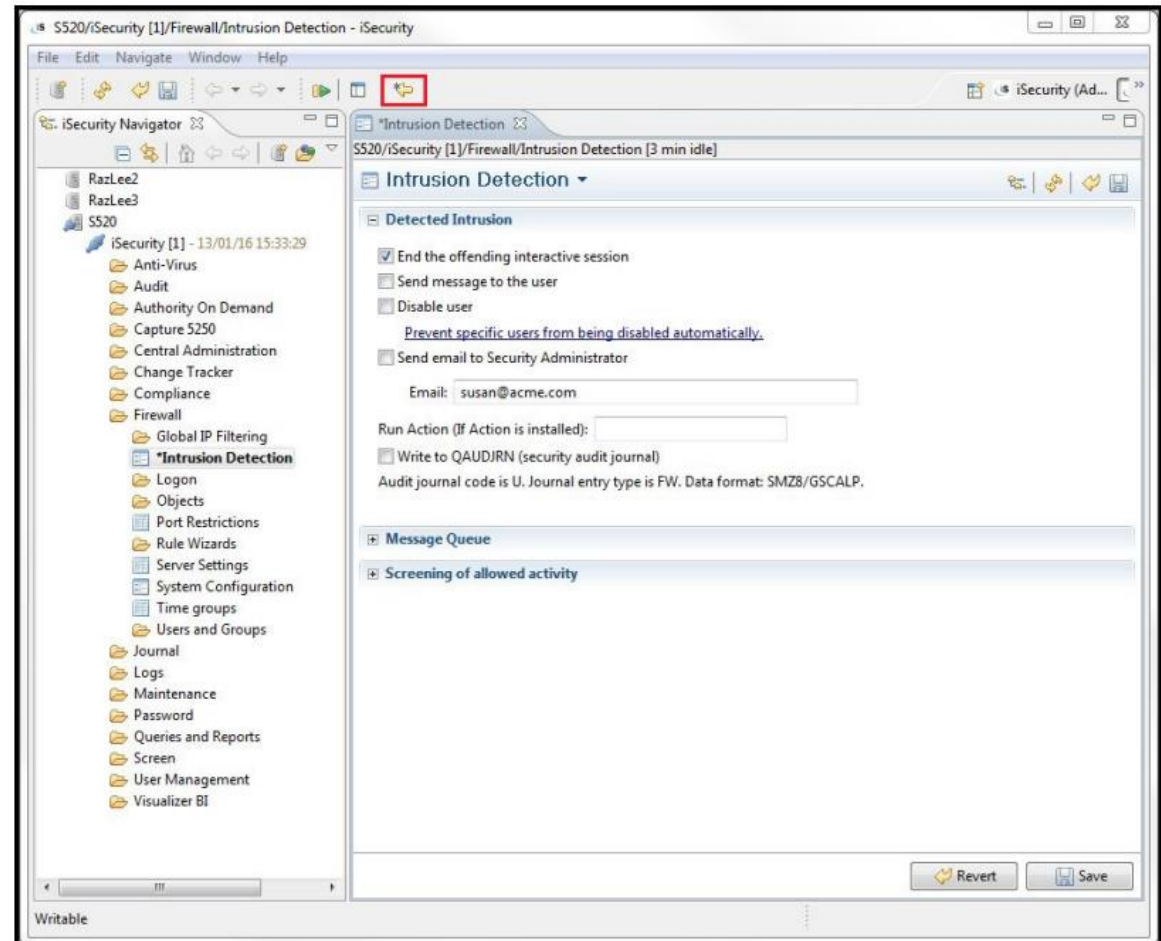 S520/iSecurity [1]/Firewall/Intrusion Detection - iSecurity
File Edit Navigate Window Help
iSecurity (Ad...
iSecurity Navigator
RazLee2
RazLee3
S520
iSecurity [1] - 13/01/16 15:33:29
Anti-Virus
Audit
Authority On Demand
Capture 5250
Central Administration
Change Tracker
Compliance
Firewall
Global IP Filtering
*Intrusion Detection
Logon
Objects
Port Restrictions
Rule Wizards
Server Settings
System Configuration
Time groups
Users and Groups
Journal
Logs
Maintenance
Password
Queries and Reports
Screen
User Management
Visualizer BI
*Intrusion Detection
S520/iSecurity [1]/Firewall/Intrusion Detection [3 min idle]
Intrusion Detection
Detected Intrusion
End the offending interactive session
Send message to the user
Disable user
Prevent specific users from being disabled automatically.
Send email to Security Administrator
Email: susan@acme.com
Run Action (If Action is installed):
Write to QAUDJRN (security audit journal)
Audit journal code is U. Journal entry type is FW. Data format: SMZ8/GSCALP.
Message Queue
Screening of allowed activity
Revert Save
Writable